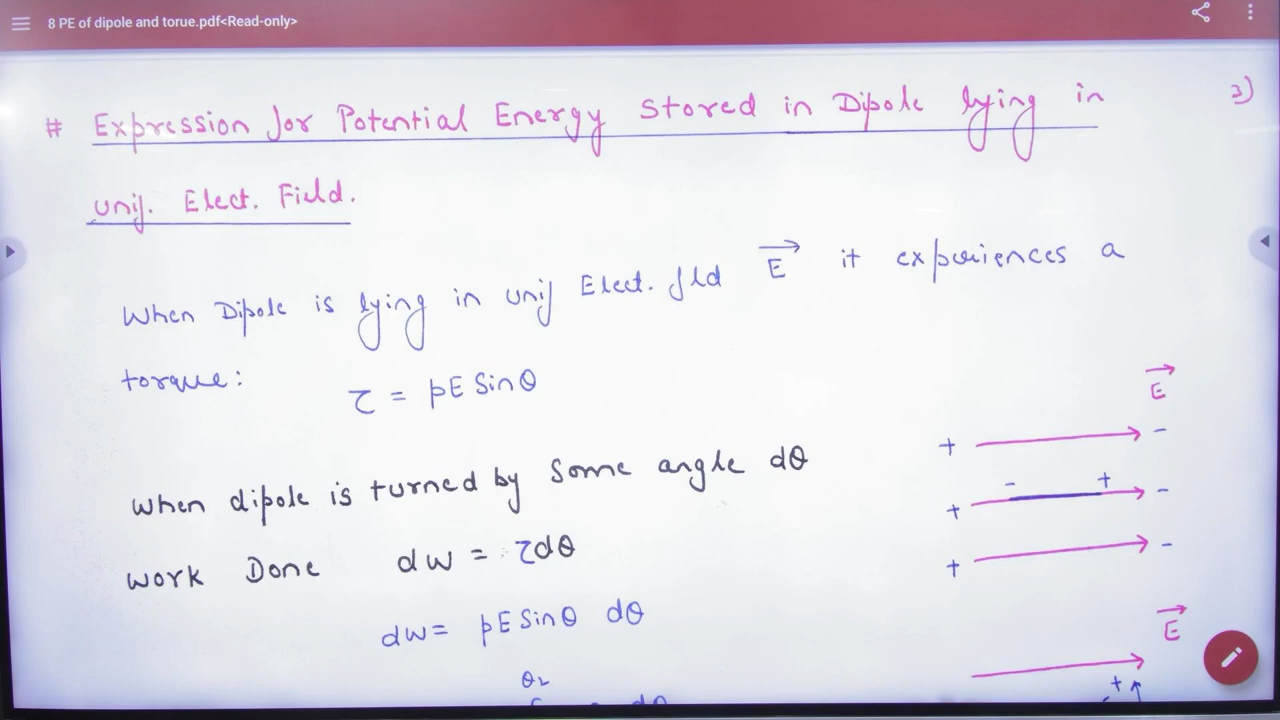 8 PE of dipole and torue.pdf<Read-only>
# Expression for Potential Energy Stored in Dipole lying in
3)
unif. Elect. Field.
When Dipole is lying in unif Elect. fld E⃗ it experiences a
torque: τ = pE Sinθ
E⃗
+ -
When dipole is turned by Some angle dθ
- +
+ -
Work Done dw = τdθ
+ -
dw = pE Sinθ dθ
E⃗
θ₂
+